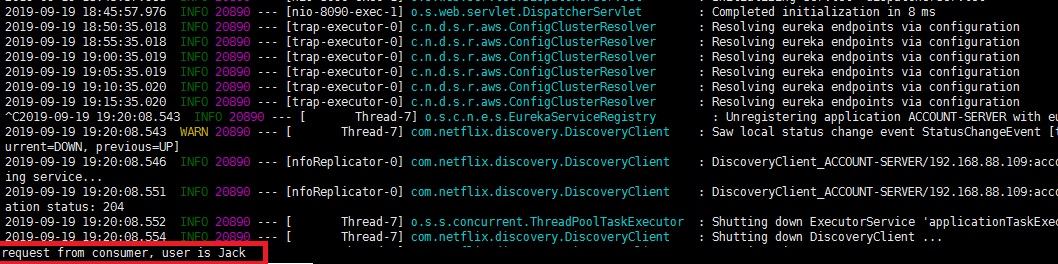 2019-09-19 18:45:57.976  INFO 20890 --- [nio-8090-exec-1] o.s.web.servlet.DispatcherServlet        : Completed initialization in 8 ms
2019-09-19 18:50:35.018  INFO 20890 --- [trap-executor-0] c.n.d.s.r.aws.ConfigClusterResolver      : Resolving eureka endpoints via configuration
2019-09-19 18:55:35.018  INFO 20890 --- [trap-executor-0] c.n.d.s.r.aws.ConfigClusterResolver      : Resolving eureka endpoints via configuration
2019-09-19 19:00:35.019  INFO 20890 --- [trap-executor-0] c.n.d.s.r.aws.ConfigClusterResolver      : Resolving eureka endpoints via configuration
2019-09-19 19:05:35.019  INFO 20890 --- [trap-executor-0] c.n.d.s.r.aws.ConfigClusterResolver      : Resolving eureka endpoints via configuration
2019-09-19 19:10:35.020  INFO 20890 --- [trap-executor-0] c.n.d.s.r.aws.ConfigClusterResolver      : Resolving eureka endpoints via configuration
2019-09-19 19:15:35.020  INFO 20890 --- [trap-executor-0] c.n.d.s.r.aws.ConfigClusterResolver      : Resolving eureka endpoints via configuration
^C2019-09-19 19:20:08.543  INFO 20890 --- [       Thread-7] o.s.c.n.e.s.EurekaServiceRegistry        : Unregistering application ACCOUNT-SERVER with eu
2019-09-19 19:20:08.543  WARN 20890 --- [       Thread-7] com.netflix.discovery.DiscoveryClient    : Saw local status change event StatusChangeEvent [t
urrent=DOWN, previous=UP]
2019-09-19 19:20:08.546  INFO 20890 --- [nfoReplicator-0] com.netflix.discovery.DiscoveryClient    : DiscoveryClient_ACCOUNT-SERVER/192.168.88.109:acco
ing service...
2019-09-19 19:20:08.551  INFO 20890 --- [nfoReplicator-0] com.netflix.discovery.DiscoveryClient    : DiscoveryClient_ACCOUNT-SERVER/192.168.88.109:acco
ation status: 204
2019-09-19 19:20:08.552  INFO 20890 --- [       Thread-7] o.s.s.concurrent.ThreadPoolTaskExecutor  : Shutting down ExecutorService 'applicationTaskExec
2019-09-19 19:20:08.554  INFO 20890 --- [       Thread-7] com.netflix.discovery.DiscoveryClient    : Shutting down DiscoveryClient ...
request from consumer, user is Jack